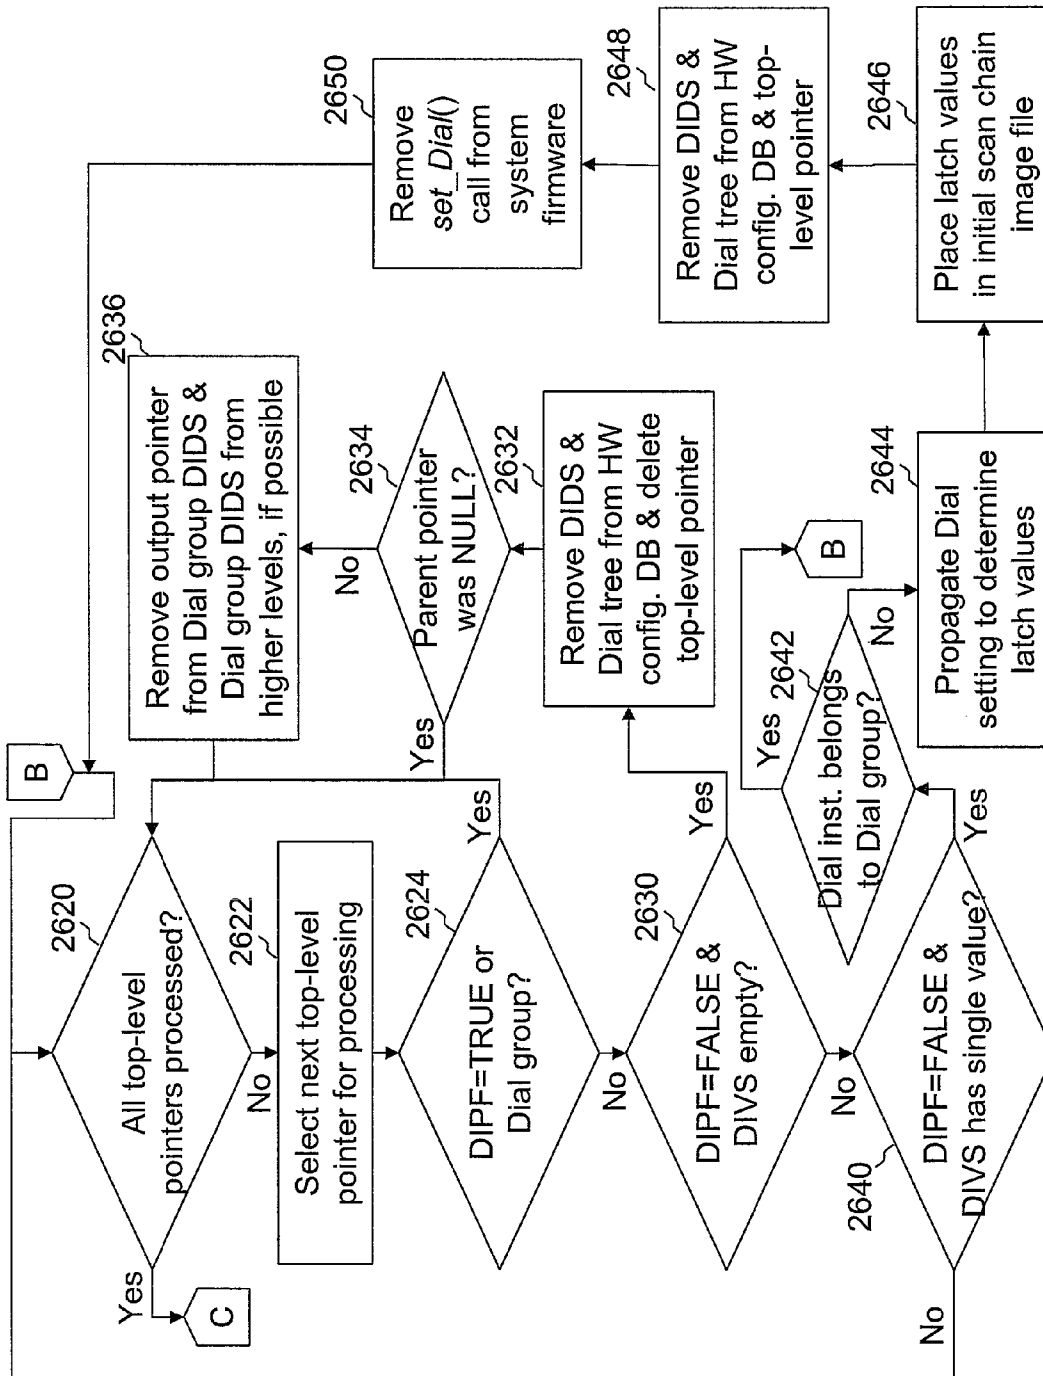 B
2620
All top-level
pointers processed?
Yes
C
No
2622
Select next top-level
pointer for processing
2624
DIPF=TRUE or
Dial group?
Yes
No
2630
DIPF=FALSE &
DIVS empty?
Yes
No
2640
DIPF=FALSE &
DIVS has single value?
Yes
No
2636
Remove output pointer
from Dial group DIDS &
Dial group DIDS from
higher levels, if possible
No
2634
Parent pointer
was NULL?
Yes
2632
Remove DIDS &
Dial tree from HW
config. DB & delete
top-level pointer
B
Yes
2642
Dial inst. belongs
to Dial group?
No
2644
Propagate Dial
setting to determine
latch values
2650
Remove
set_Dial()
call from
system
firmware
2648
Remove DIDS &
Dial tree from HW
config. DB & top-
level pointer
2646
Place latch values
in initial scan chain
image file